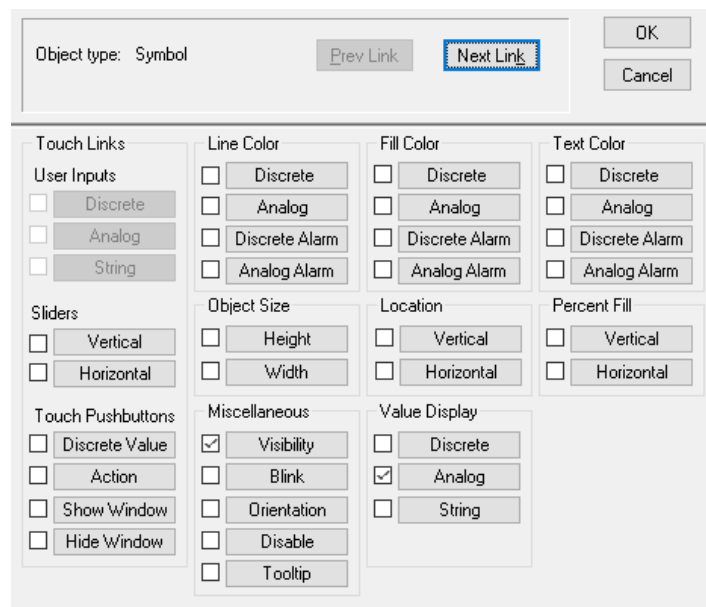 Object type: Symbol
Prev Link
Next Link
OK
Cancel
Touch Links
User Inputs
Discrete
Analog
String
Sliders
Vertical
Horizontal
Touch Pushbuttons
Discrete Value
Action
Show Window
Hide Window
Line Color
Discrete
Analog
Discrete Alarm
Analog Alarm
Object Size
Height
Width
Miscellaneous
Visibility
Blink
Orientation
Disable
Tooltip
Fill Color
Discrete
Analog
Discrete Alarm
Analog Alarm
Location
Vertical
Horizontal
Value Display
Discrete
Analog
String
Text Color
Discrete
Analog
Discrete Alarm
Analog Alarm
Percent Fill
Vertical
Horizontal